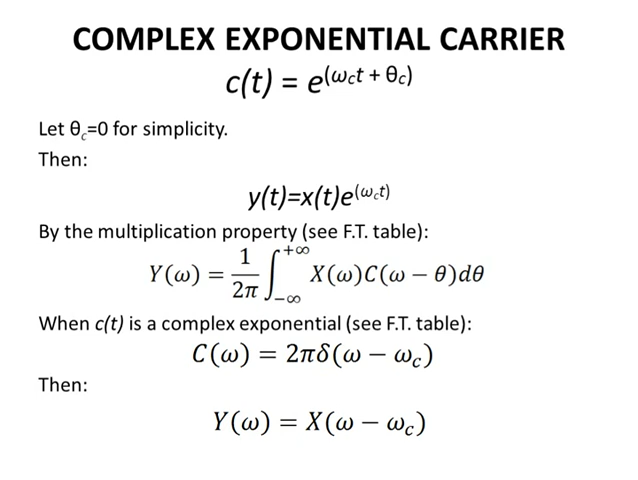 COMPLEX EXPONENTIAL CARRIER
c(t) = e^(ω_c t + θ_c)
Let θ_c=0 for simplicity.
Then:
y(t)=x(t)e^(ω_c t)
By the multiplication property (see F.T. table):
Y(ω) = 1/2π ∫_{−∞}^{+∞} X(ω)C(ω − θ)dθ
When c(t) is a complex exponential (see F.T. table):
C(ω) = 2πδ(ω − ω_c)
Then:
Y(ω) = X(ω − ω_c)